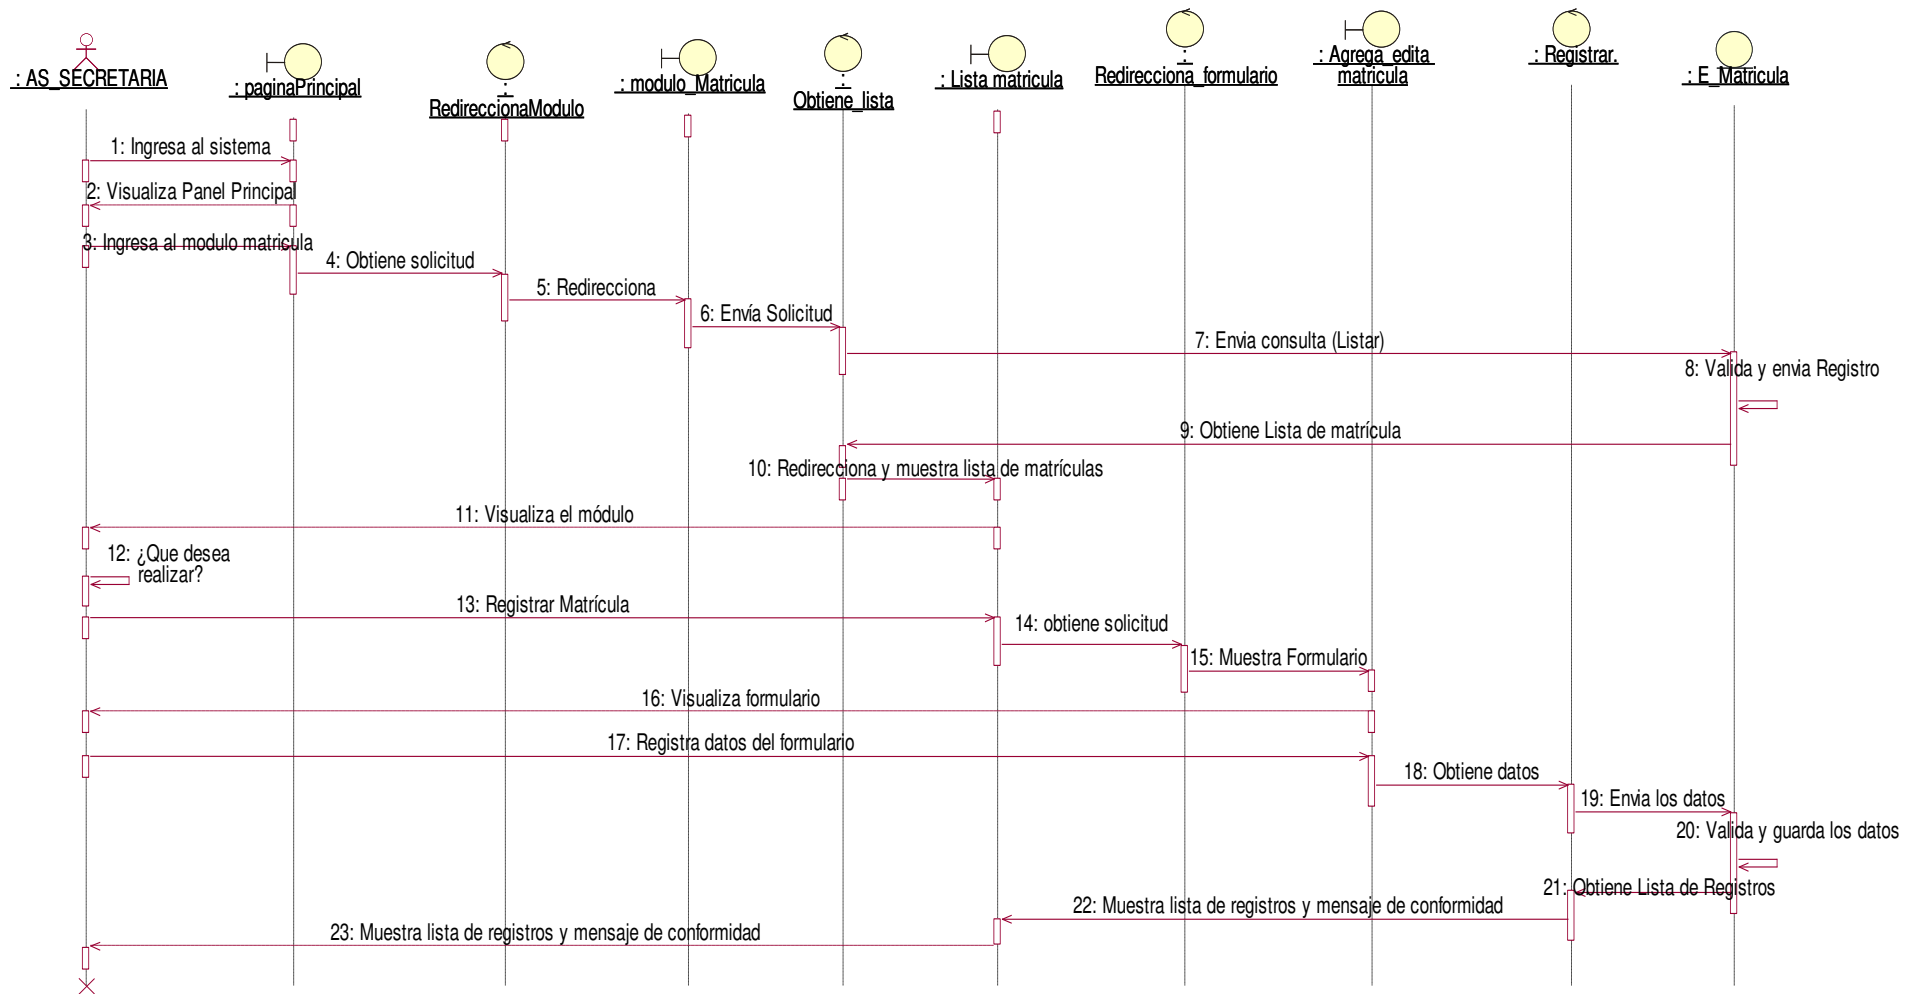 : AS_SECRETARIA
: paginaPrincipal
:
RedireccionaModulo
: modulo_Matricula
:
Obtiene_lista
: Lista matricula
:
Redirecciona_formulario
: Agrega_edita
matricula
: Registrar.
: E_Matricula
1: Ingresa al sistema
2: Visualiza Panel Principal
3: Ingresa al modulo matricula
4: Obtiene solicitud
5: Redirecciona
6: Envía Solicitud
7: Envia consulta (Listar)
8: Valida y envia Registro
9: Obtiene Lista de matrícula
10: Redirecciona y muestra lista de matrículas
11: Visualiza el módulo
12: ¿Que desea
realizar?
13: Registrar Matrícula
14: obtiene solicitud
15: Muestra Formulario
16: Visualiza formulario
17: Registra datos del formulario
18: Obtiene datos
19: Envia los datos
20: Valida y guarda los datos
21: Obtiene Lista de Registros
22: Muestra lista de registros y mensaje de conformidad
23: Muestra lista de registros y mensaje de conformidad